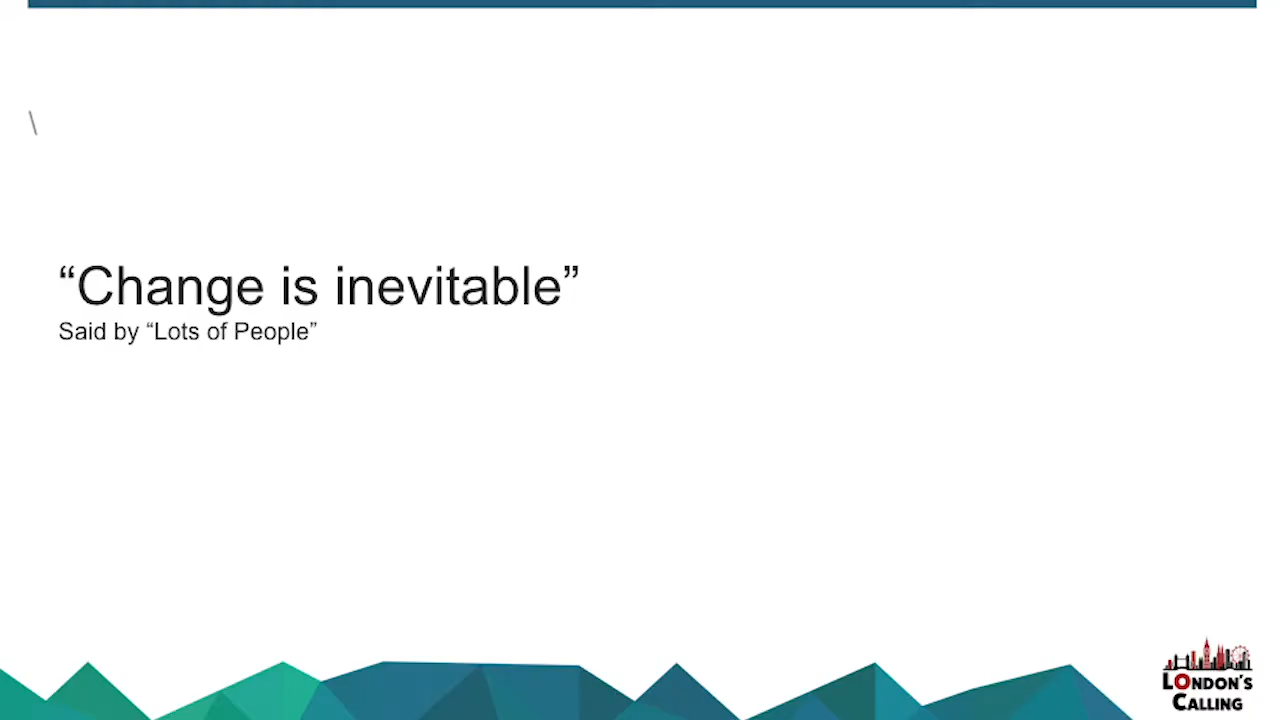 \
“Change is inevitable”
Said by “Lots of People”
LONDON'S
CALLING